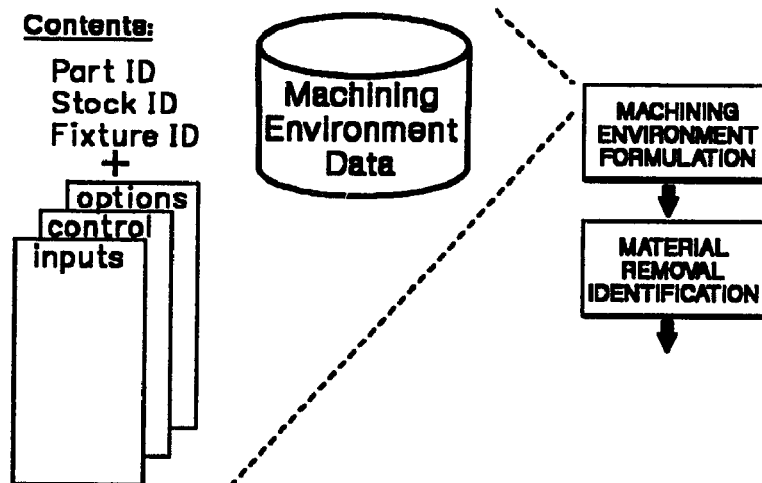 Contents:
Part ID
Stock ID
Fixture ID
+
options
control
inputs
Machining
Environment
Data
MACHINING
ENVIRONMENT
FORMULATION
MATERIAL
REMOVAL
IDENTIFICATION